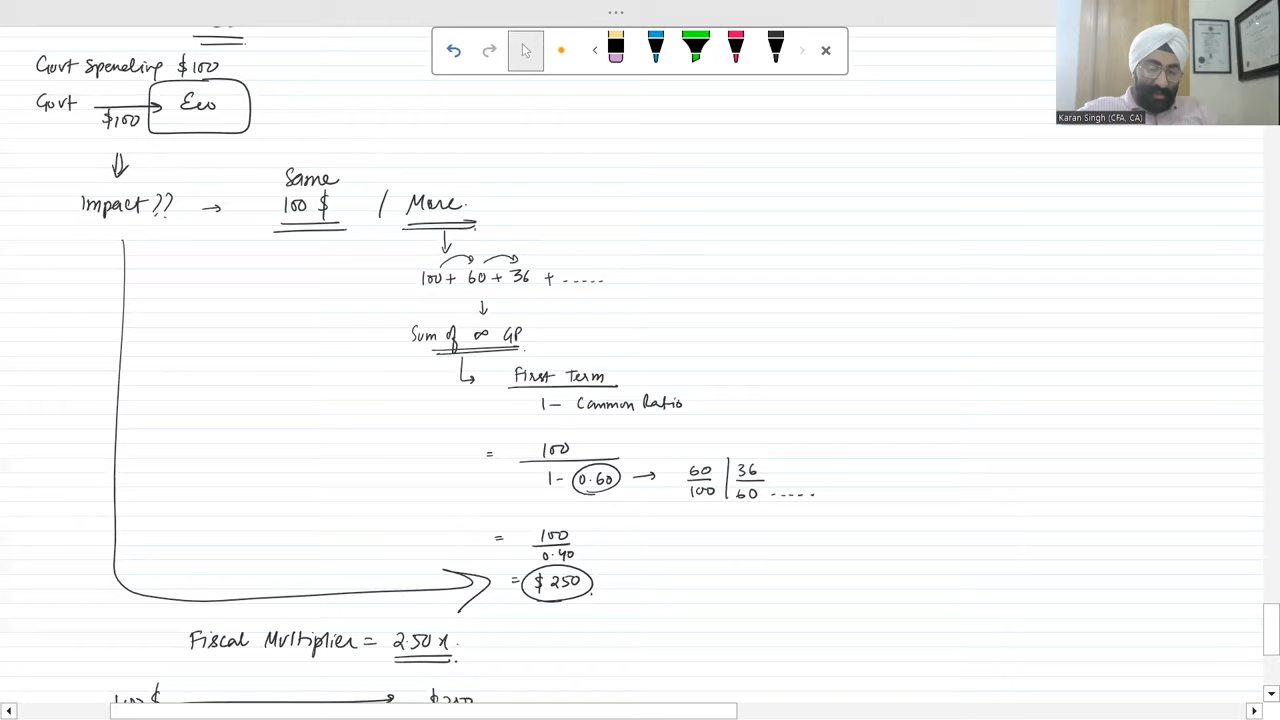 Govt Spending $100
Govt $100 Eco
Impact?? → Same 100 $ / More.
100 + 60 + 36 + .....
Sum of ∞ GP
First Term
1 - Common Ratio
= 100
1 - 0.60 → 60/100 | 36/60 .....
= 100
0.40
= $250
Fiscal Multiplier = 2.50x.
100 $
Karan Singh (CFA, CA)